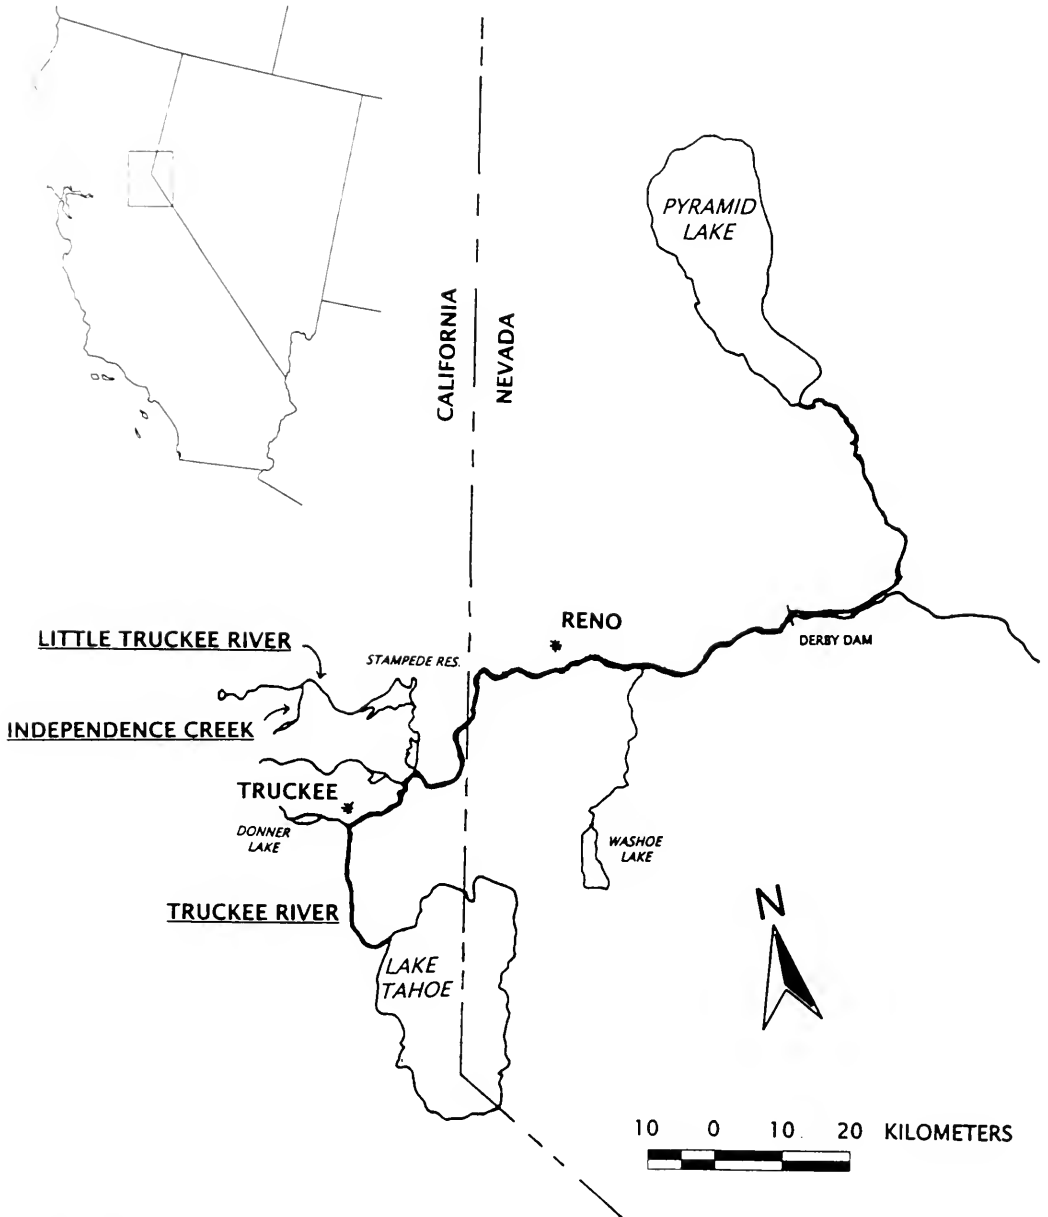 PYRAMID
LAKE
CALIFORNIA
NEVADA
RENO
DERBY DAM
LITTLE TRUCKEE RIVER
STAMPEDE RES.
INDEPENDENCE CREEK
TRUCKEE
DONNER
LAKE
WASHOE
LAKE
TRUCKEE RIVER
N
LAKE
TAHOE
10 0 10 20 KILOMETERS